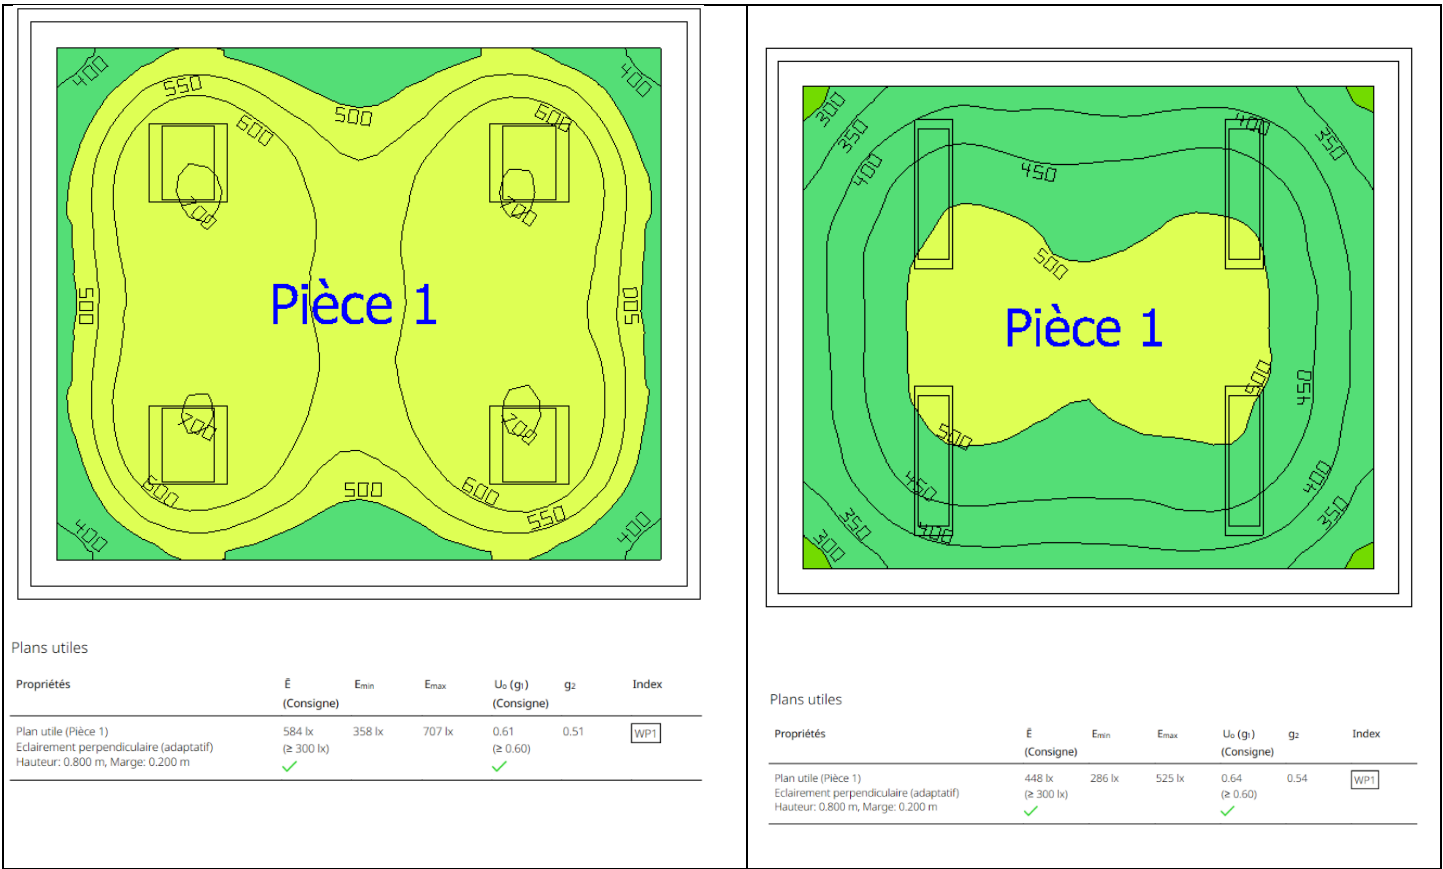 400
550
500
600
600
400
700
700
500
Pièce 1
500
700
700
600
500
600
550
400
400
Plans utiles
Propriétés Ē Emin Emax Uo (g1) g2 Index
(Consigne) (Consigne)
Plan utile (Pièce 1) 584 lx 358 lx 707 lx 0.61 0.51 WP1
Eclairement perpendiculaire (adaptatif) (≥ 300 lx) (≥ 0.60)
Hauteur: 0.800 m, Marge: 0.200 m
300
350
400
450
400
350
500
Pièce 1
500
450
500
450
400
400
350
300
350
Plans utiles
Propriétés Ē Emin Emax Uo (g1) g2 Index
(Consigne) (Consigne)
Plan utile (Pièce 1) 448 lx 286 lx 525 lx 0.64 0.54 WP1
Eclairement perpendiculaire (adaptatif) (≥ 300 lx) (≥ 0.60)
Hauteur: 0.800 m, Marge: 0.200 m